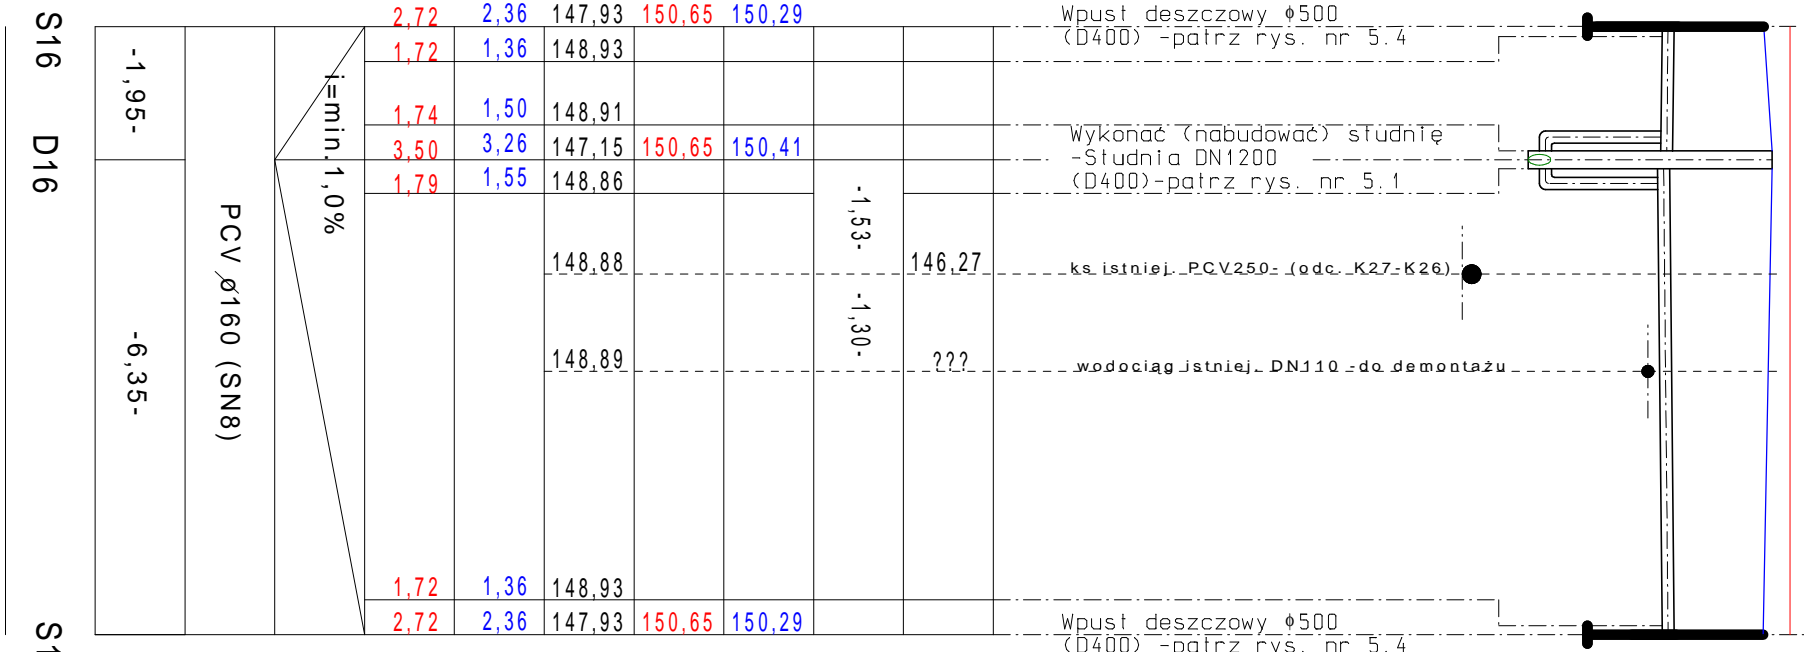 2,72 2,36 147,93 150,65 150,29 Wpust deszczowy ϕ500
(D400) -patrz rys. nr 5.4
1,72 1,36 148,93
1,74 1,50 148,91
Wykonać (nabudować) studnię
3,50 3,26 147,15 150,65 150,41 -Studnia DN1200
1,79 1,55 148,86 (D400)-patrz rys. nr 5.1
148,88 146,27 ks istniej. PCV250- (odc. K27-K26)
148,89 ??? wodociąg istniej. DN110 -do demontażu
1,72 1,36 148,93
2,72 2,36 147,93 150,65 150,29 Wpust deszczowy ϕ500
(D400) -patrz rys. nr 5.4
-1,53- -1,30-
i=min.1,0%
PCV ø160 (SN8)
-1,95- -6,35-
S16 D16